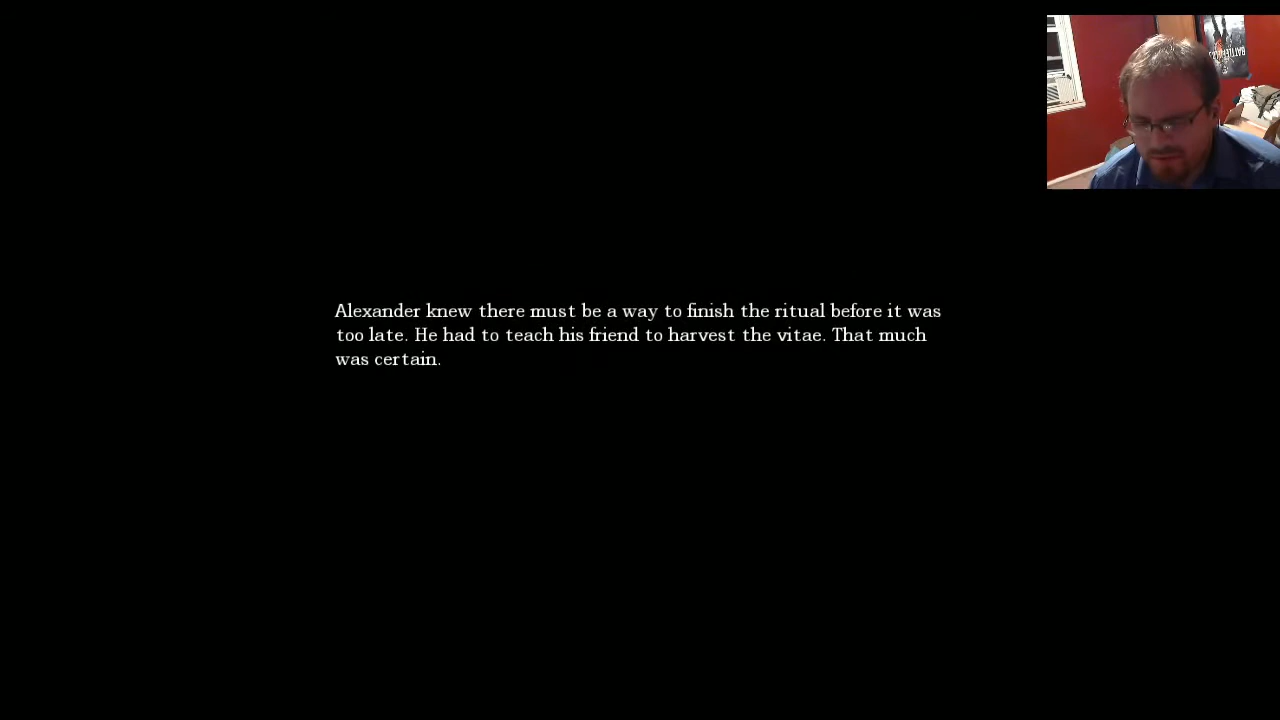 Alexander knew there must be a way to finish the ritual before it was
too late. He had to teach his friend to harvest the vitae. That much
was certain.